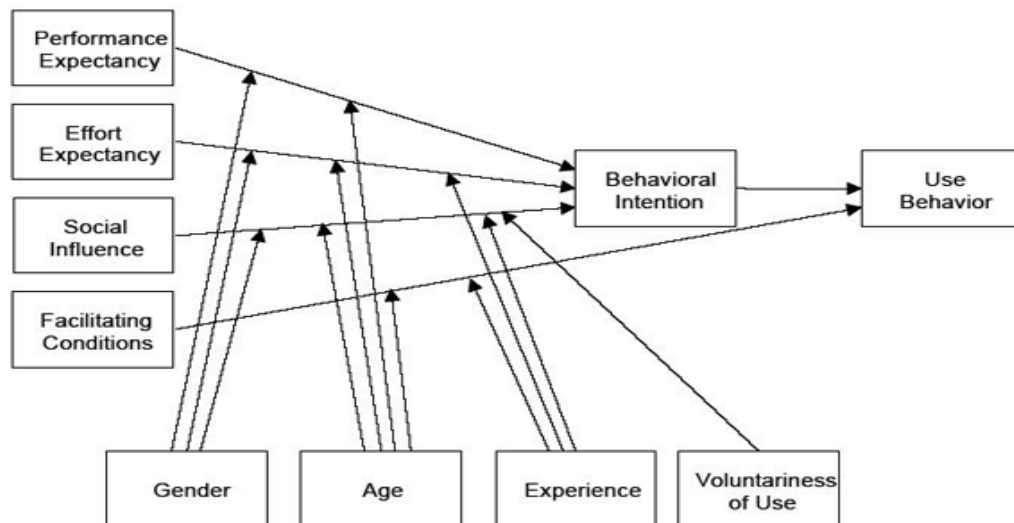 Performance
Expectancy
Effort
Expectancy
Social
Influence
Facilitating
Conditions
Behavioral
Intention
Use
Behavior
Gender
Age
Experience
Voluntariness
of Use